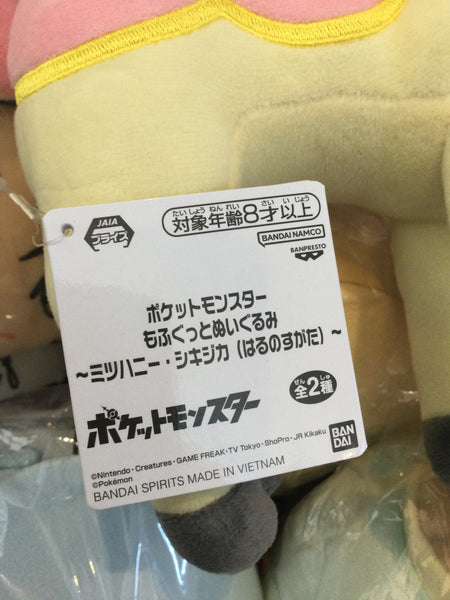 JAIA
プライズ
たいしょうねんれい さい いじょう
対象年齢8才以上
BANDAI NAMCO
BANPRESTO
ポケットモンスター
もふぐっとぬいぐるみ
~ミツハニー・シキジカ(はるのすがた)~
ぜん しゅ
全2種
ポケットモンスター
©Nintendo・Creatures・GAME FREAK・TV Tokyo・ShoPro・JR Kikaku
©Pokémon
BANDAI SPIRITS MADE IN VIETNAM
BAN
DAI